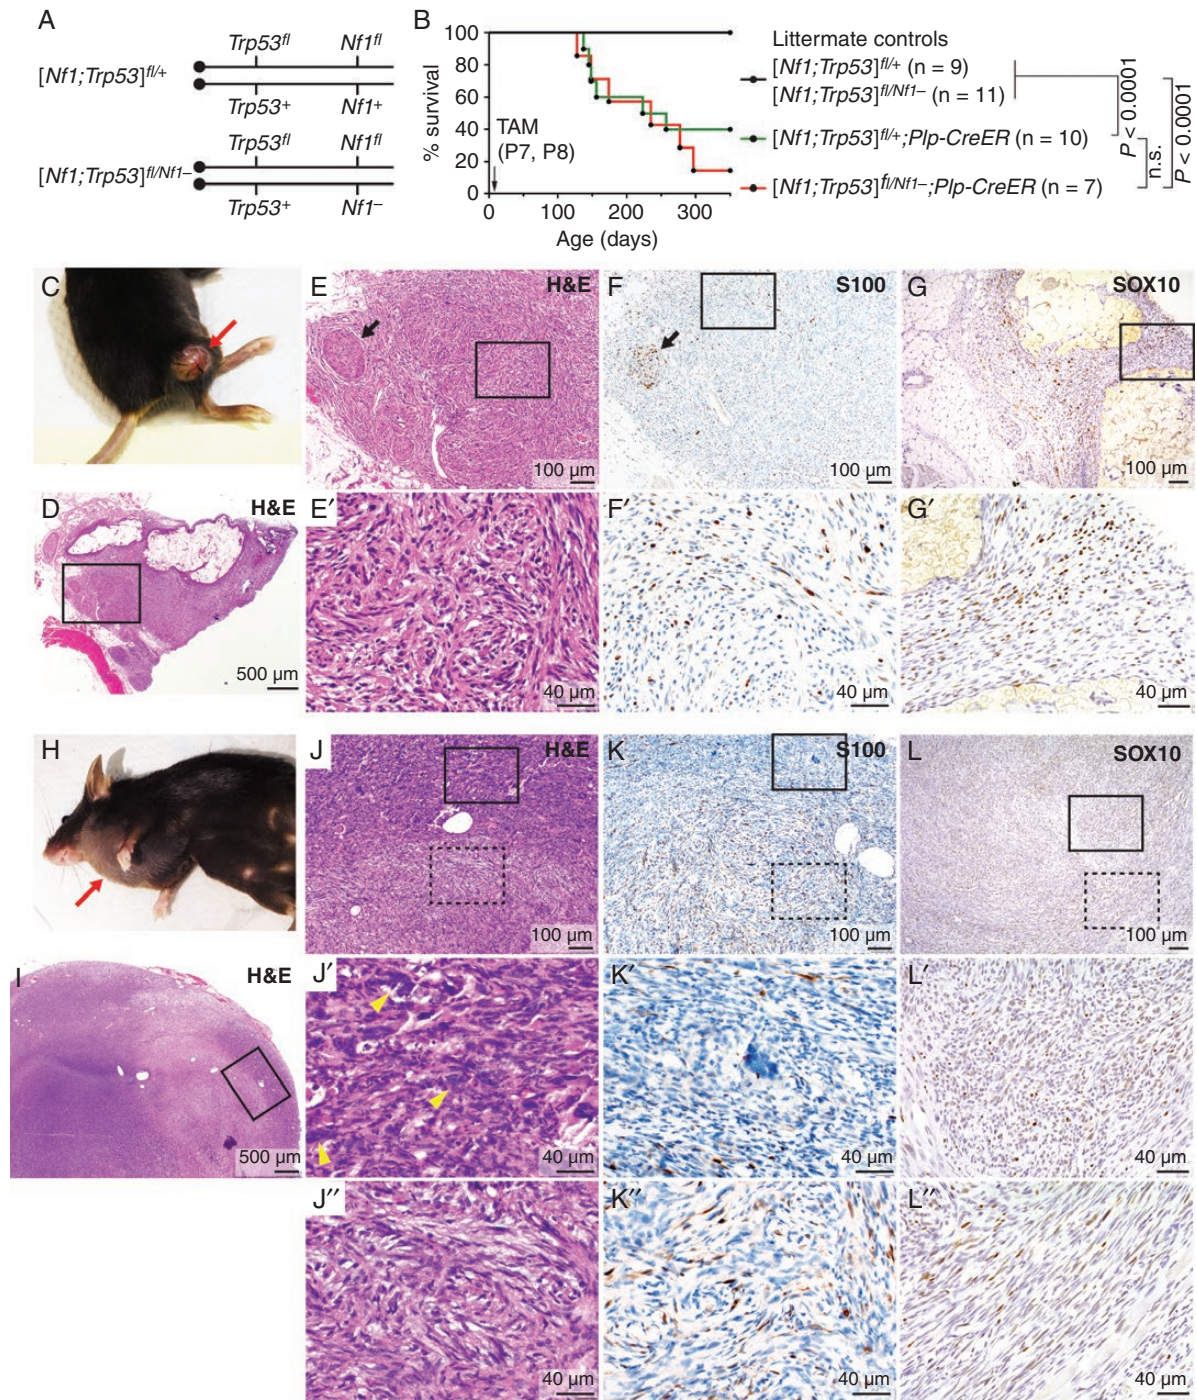 A
Trp53fl Nf1fl
[Nf1;Trp53]fl/+
Trp53+ Nf1+
Trp53fl Nf1fl
[Nf1;Trp53]fl/Nf1–
Trp53+ Nf1–
B
% survival
100
80
60
40
20
0
TAM
(P7, P8)
0 100 200 300
Age (days)
Littermate controls
[Nf1;Trp53]fl/+ (n = 9)
[Nf1;Trp53]fl/Nf1– (n = 11)
[Nf1;Trp53]fl/+;Plp-CreER (n = 10)
[Nf1;Trp53]fl/Nf1–;Plp-CreER (n = 7)
P < 0.0001
n.s.
P < 0.0001
C
E H&E
100 µm
F S100
100 µm
G SOX10
100 µm
D H&E
500 µm
E′
40 µm
F′
40 µm
G′
40 µm
H
J H&E
100 µm
K S100
100 µm
L SOX10
100 µm
I H&E
500 µm
J′
40 µm
K′
40 µm
L′
40 µm
J″
40 µm
K″
40 µm
L″
40 µm